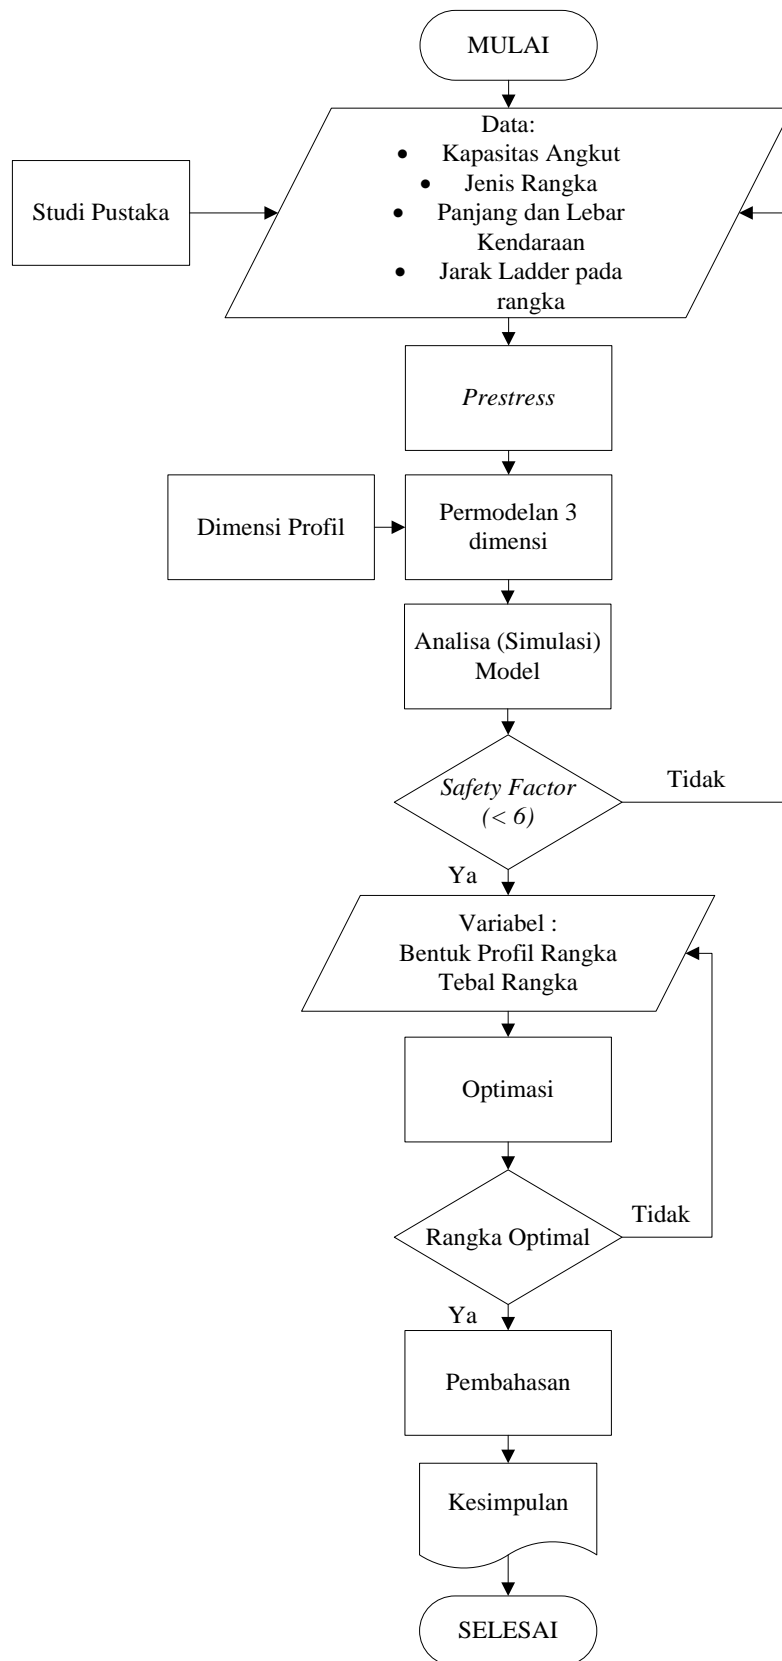 MULAI
Data:
• Kapasitas Angkut
• Jenis Rangka
• Panjang dan Lebar
Kendaraan
• Jarak Ladder pada
rangka
Studi Pustaka
Prestress
Dimensi Profil
Permodelan 3
dimensi
Analisa (Simulasi)
Model
Safety Factor
(< 6)
Tidak
Ya
Variabel :
Bentuk Profil Rangka
Tebal Rangka
Optimasi
Rangka Optimal
Tidak
Ya
Pembahasan
Kesimpulan
SELESAI